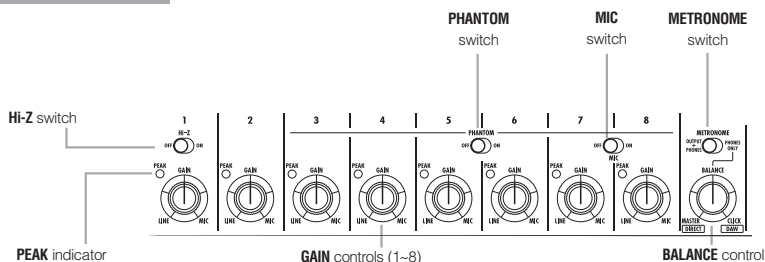 PHANTOM
switch
MIC
switch
METRONOME
switch
Hi-Z switch
1 2 3 4 5 6 7 8
Hi-Z
OFF ON
PHANTOM
OFF ON
OFF ON
MIC
METRONOME
OUTPUT + PHONES
PHONES ONLY
PEAK GAIN PEAK GAIN PEAK GAIN PEAK GAIN PEAK GAIN PEAK GAIN PEAK GAIN PEAK GAIN BALANCE
LINE MIC LINE MIC LINE MIC LINE MIC LINE MIC LINE MIC LINE MIC LINE MIC MASTER CLICK
DIRECT DAW
PEAK indicator
GAIN controls (1~8)
BALANCE control